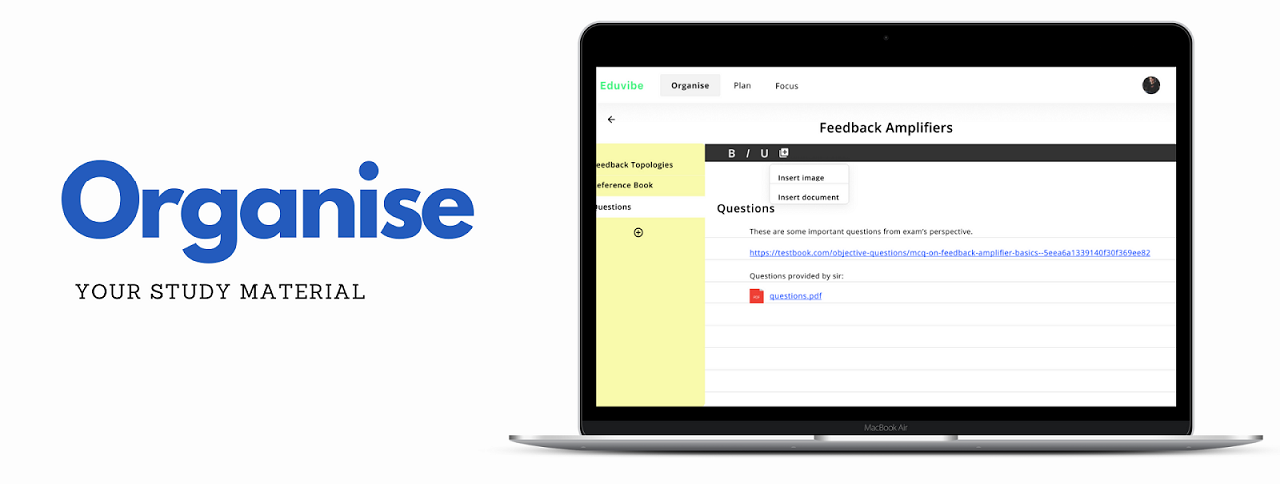 Organise
YOUR STUDY MATERIAL
Eduvibe
Organise
Plan
Focus
Feedback Amplifiers
B I U
Insert image
Insert document
eedback Topologies
eference Book
uestions
Questions
These are some important questions from exam's perspective.
https://testbook.com/objective-questions/mcq-on-feedback-amplifier-basics--5eea6a1339140f30f369ee82
Questions provided by sir:
questions.pdf
MacBook Air